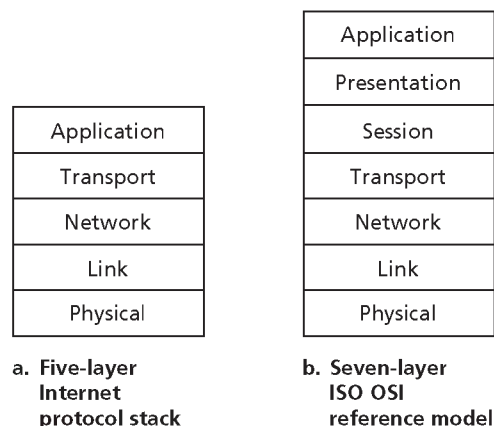 Application
Transport
Network
Link
Physical
a. Five-layer
Internet
protocol stack
Application
Presentation
Session
Transport
Network
Link
Physical
b. Seven-layer
ISO OSI
reference model